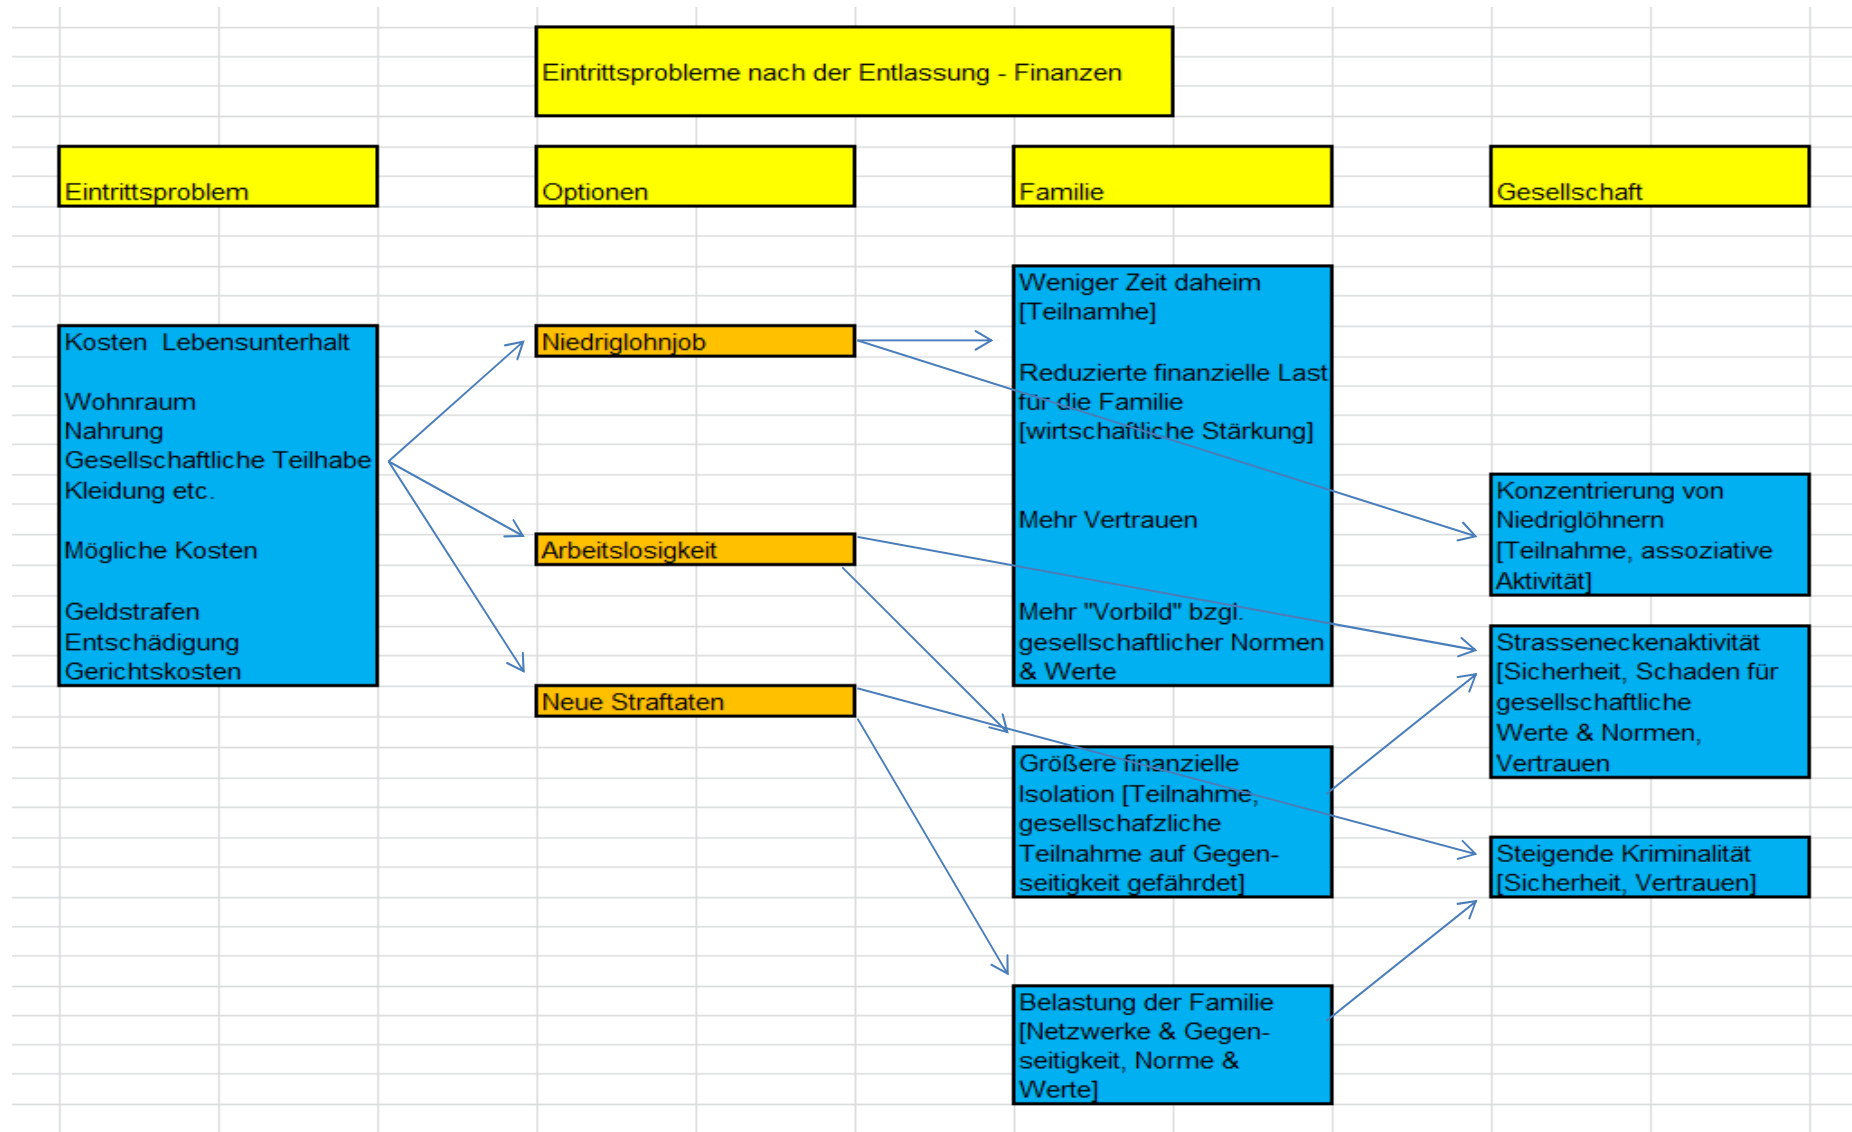 Eintrittsprobleme nach der Entlassung - Finanzen
Eintrittsproblem
Optionen
Familie
Gesellschaft
Kosten  Lebensunterhalt
Wohnraum
Nahrung
Gesellschaftliche Teilhabe
Kleidung etc.
Mögliche Kosten
Geldstrafen
Entschädigung
Gerichtskosten
Niedriglohnjob
Arbeitslosigkeit
Neue Straftaten
Weniger Zeit daheim
[Teilnamhe]
Reduzierte finanzielle Last
für die Familie
[wirtschaftliche Stärkung]
Mehr Vertrauen
Mehr "Vorbild" bzgl.
gesellschaftlicher Normen
& Werte
Größere finanzielle
Isolation [Teilnahme,
gesellschafzliche
Teilnahme auf Gegen-
seitigkeit gefährdet]
Belastung der Familie
[Netzwerke & Gegen-
seitigkeit, Norme &
Werte]
Konzentrierung von
Niedriglöhnern
[Teilnahme, assoziative
Aktivität]
Strasseneckenaktivität
[Sicherheit, Schaden für
gesellschaftliche
Werte & Normen,
Vertrauen
Steigende Kriminalität
[Sicherheit, Vertrauen]